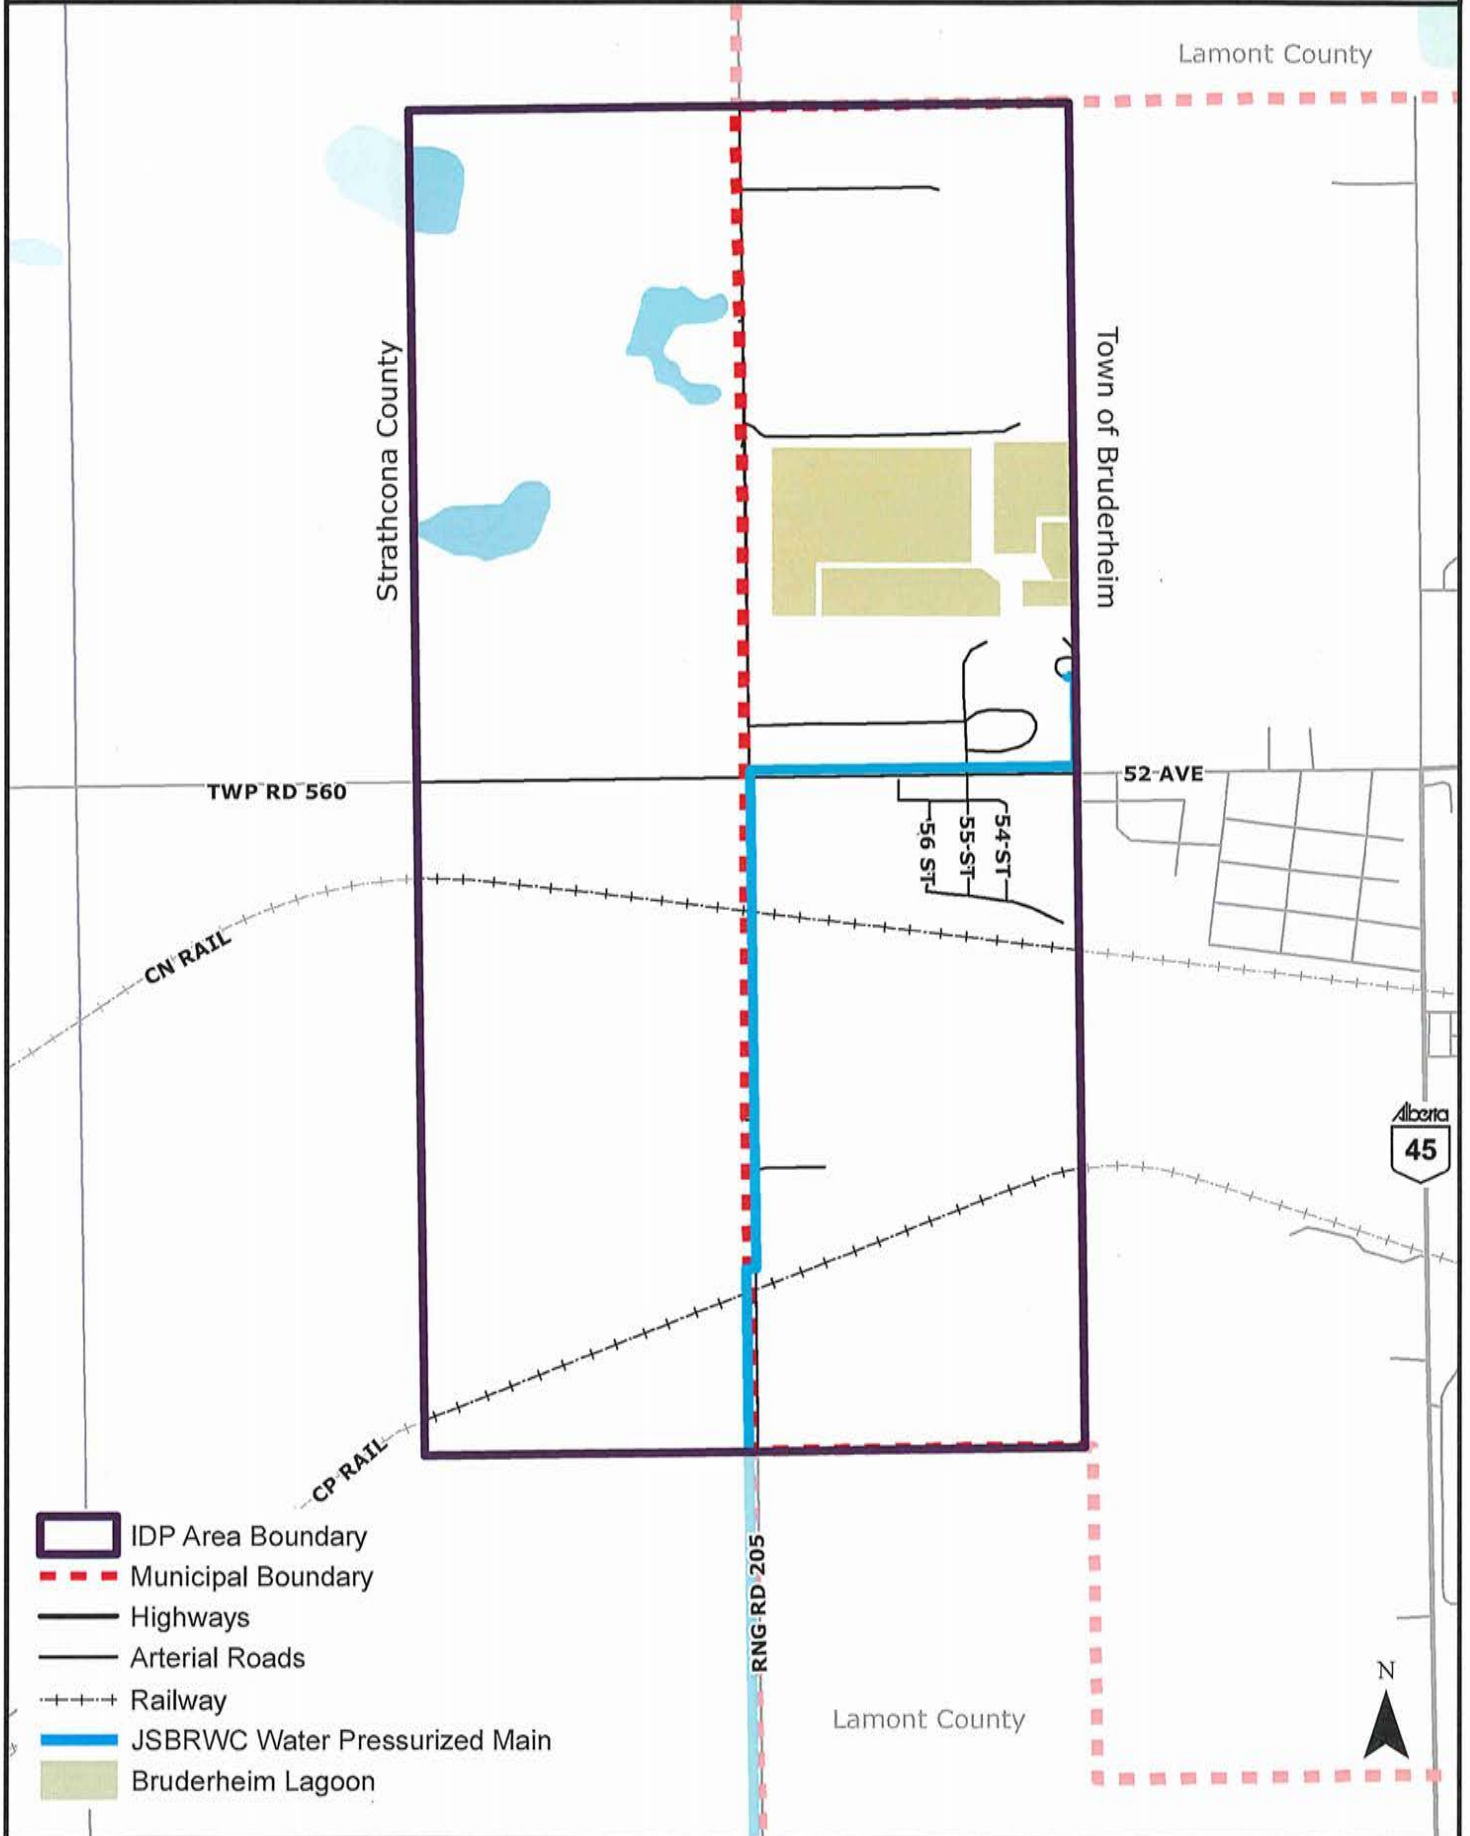 Lamont County
Strathcona County
Town of Bruderheim
TWP RD 560
52 AVE
56 ST
55 ST
54 ST
CN RAIL
Alberta
45
CP RAIL
IDP Area Boundary
Municipal Boundary
Highways
Arterial Roads
Railway
JSBRWC Water Pressurized Main
Bruderheim Lagoon
RNG RD 205
Lamont County
N